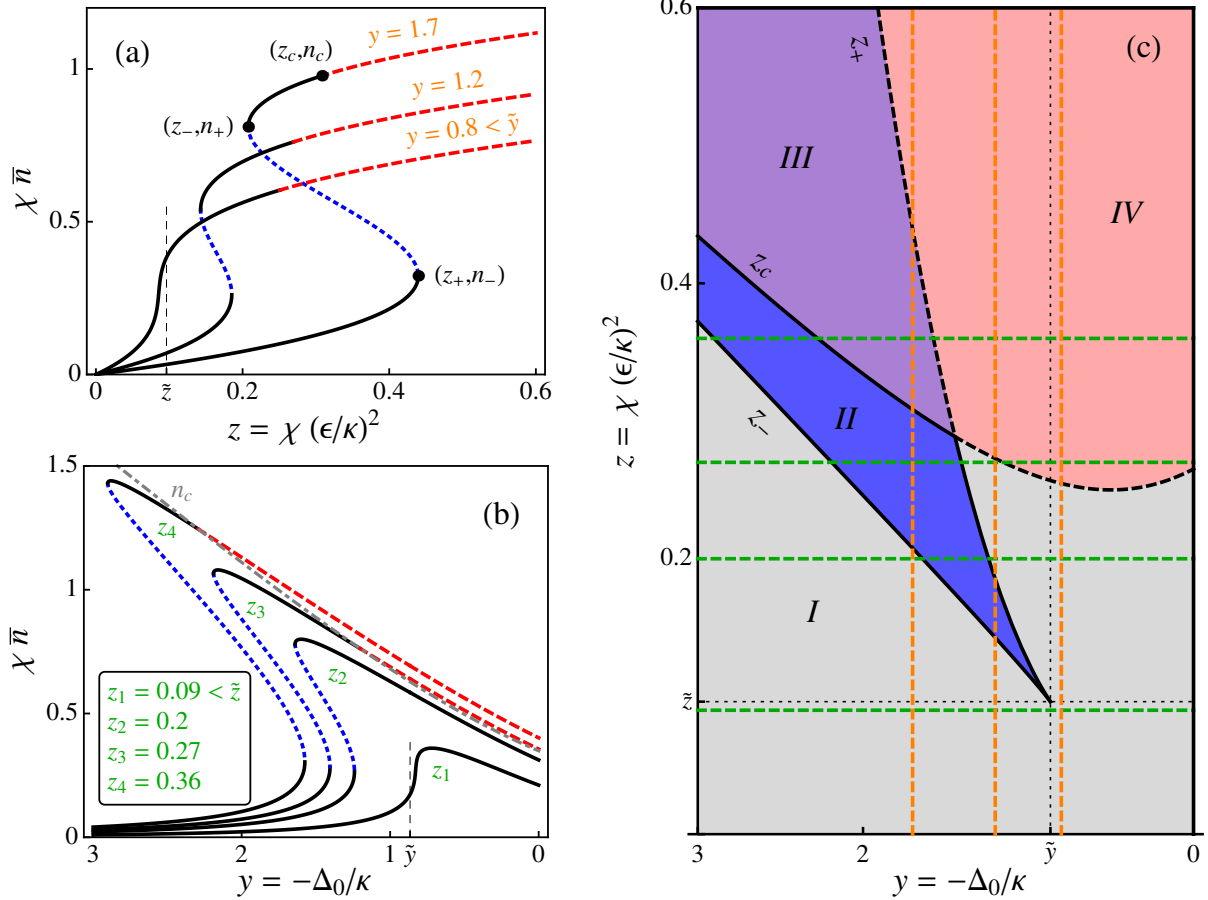 (a)
(z_c,n_c)
y = 1.7
y = 1.2
y = 0.8 < ỹ
(z_−,n_+)
(z_+,n_−)
χ n̅
1
0.5
0
0
z̃
0.2
0.4
0.6
z = χ (ϵ/κ)²
(b)
n_c
z_4
z_3
z_2
z_1
z_1 = 0.09 < z̃
z_2 = 0.2
z_3 = 0.27
z_4 = 0.36
χ n̅
1.5
1
0.5
0
3
2
1
ỹ
0
y = −Δ_0/κ
(c)
z_+
III
IV
z_c
II
z_−
I
z = χ (ϵ/κ)²
0.6
0.4
0.2
z̃
3
2
ỹ
0
y = −Δ_0/κ